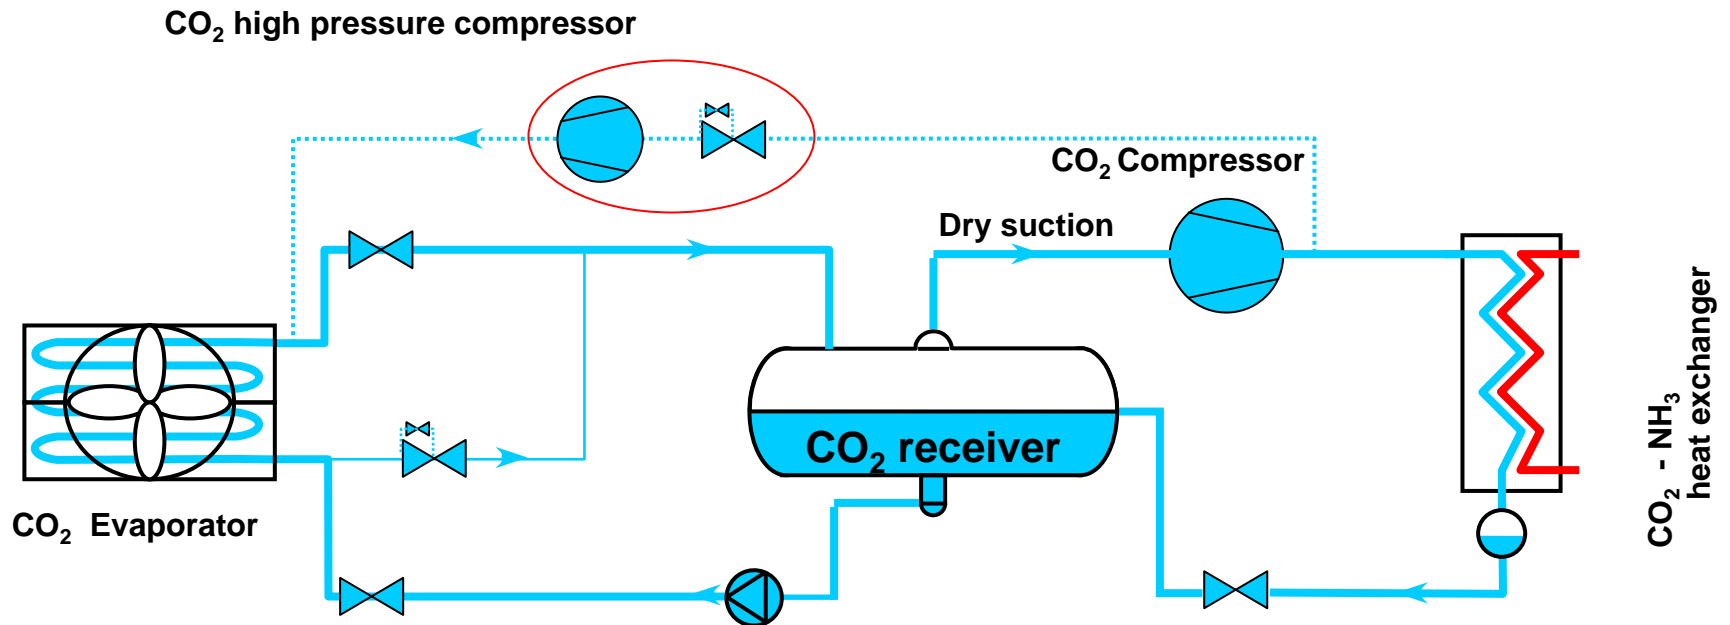 CO₂ high pressure compressor
CO₂ Compressor
Dry suction
CO₂ receiver
CO₂ Evaporator
CO₂ - NH₃
heat exchanger